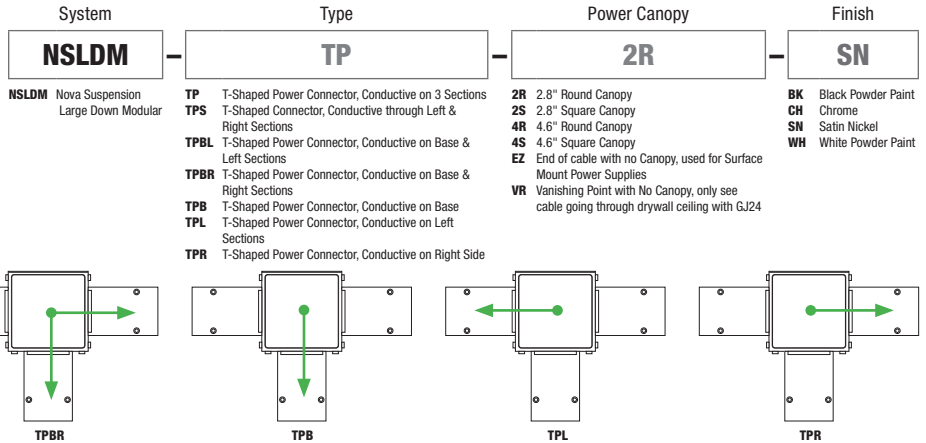 System
Type
Power Canopy
Finish
NSLDM – TP – 2R – SN
NSLDM Nova Suspension
Large Down Modular
TP T-Shaped Power Connector, Conductive on 3 Sections
TPS T-Shaped Connector, Conductive through Left &
Right Sections
TPBL T-Shaped Power Connector, Conductive on Base &
Left Sections
TPBR T-Shaped Power Connector, Conductive on Base &
Right Sections
TPB T-Shaped Power Connector, Conductive on Base
TPL T-Shaped Power Connector, Conductive on Left
Sections
TPR T-Shaped Power Connector, Conductive on Right Side
2R 2.8" Round Canopy
2S 2.8" Square Canopy
4R 4.6" Round Canopy
4S 4.6" Square Canopy
EZ End of cable with no Canopy, used for Surface
Mount Power Supplies
VR Vanishing Point with No Canopy, only see
cable going through drywall ceiling with GJ24
BK Black Powder Paint
CH Chrome
SN Satin Nickel
WH White Powder Paint
TPBR
TPB
TPL
TPR